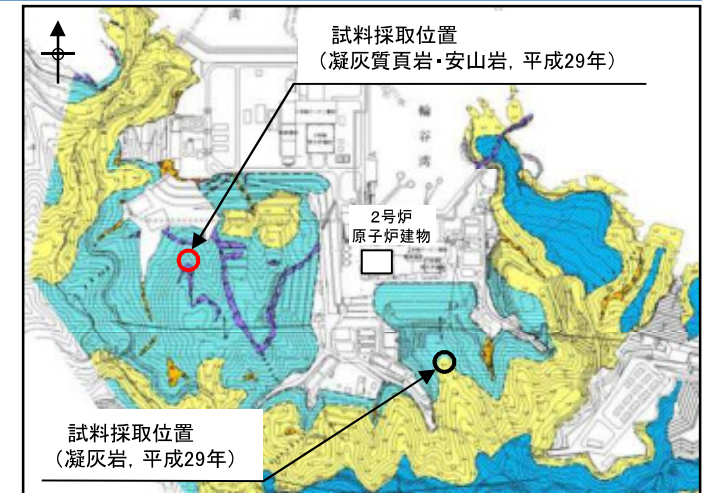 試料採取位置
（凝灰質頁岩・安山岩，平成29年）
湾
輪
谷
湾
2号炉
原子炉建物
試料採取位置
（凝灰岩，平成29年）